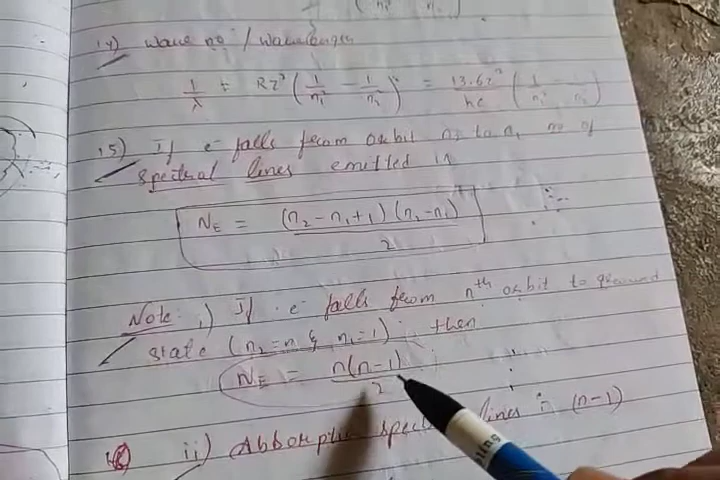 14) wave no / wavelength
1/λ = RZ² (1/n₁² - 1/n₂²) = 13.6Z²/hc (1/n₁² - 1/n₂²)
15) If e⁻ falls from orbit n₂ to n₁ no of
spectral lines emitted is
N_E = (n₂-n₁+1)(n₂-n₁)/2
Note: i) If e⁻ falls from nᵗʰ orbit to ground
state (n₂=n & n₁=1) then
N_E = n(n-1)/2
ii) Absorption lines is (n-1)